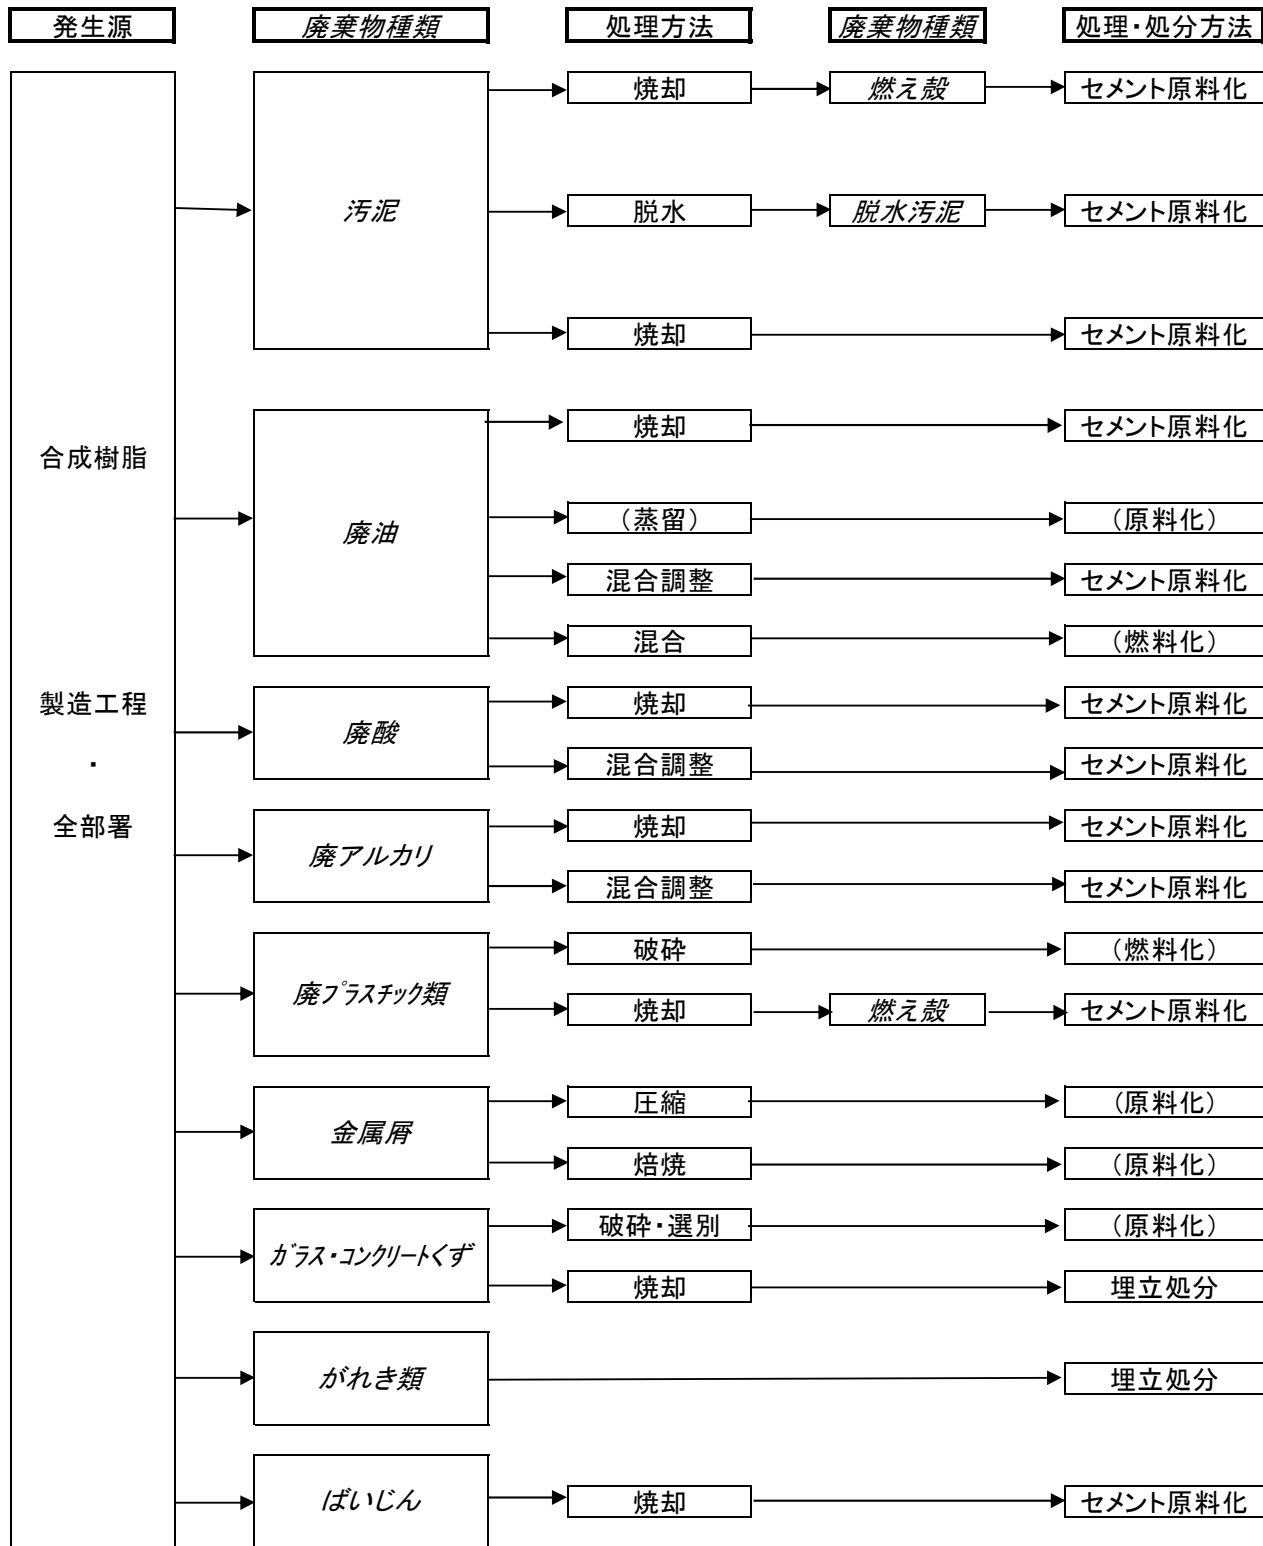 発生源
廃棄物種類
処理方法
廃棄物種類
処理・処分方法
焼却
燃え殻
セメント原料化
汚泥
脱水
脱水汚泥
セメント原料化
焼却
セメント原料化
焼却
セメント原料化
合成樹脂
廃油
(蒸留)
(原料化)
混合調整
セメント原料化
混合
(燃料化)
製造工程
廃酸
焼却
セメント原料化
・
混合調整
セメント原料化
全部署
廃アルカリ
焼却
セメント原料化
混合調整
セメント原料化
破砕
(燃料化)
廃プラスチック類
焼却
燃え殻
セメント原料化
金属屑
圧縮
(原料化)
焙焼
(原料化)
ガラス・コンクリートくず
破砕・選別
(原料化)
焼却
埋立処分
がれき類
埋立処分
ばいじん
焼却
セメント原料化